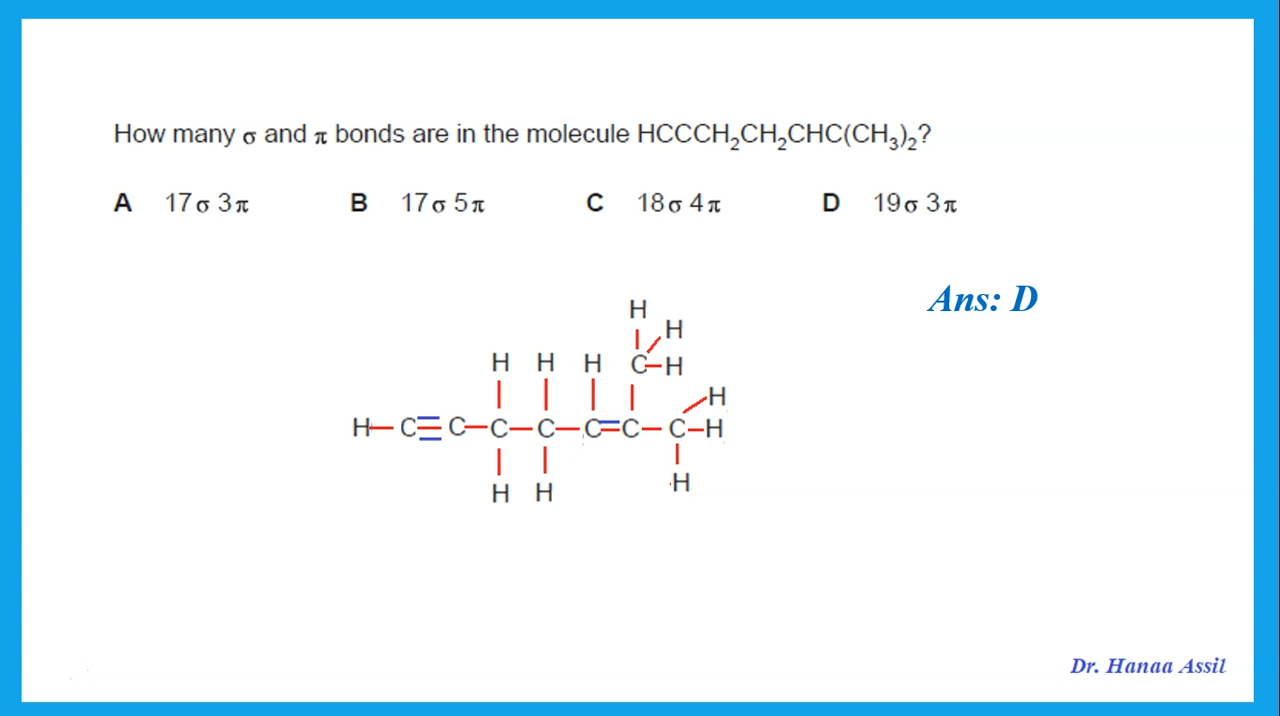 How many σ and π bonds are in the molecule HCCCH₂CH₂CHC(CH₃)₂?
A 17σ 3π B 17σ 5π C 18σ 4π D 19σ 3π
Ans: D
H
H
H H H C-H
H
H-C≡C-C-C-C=C-C-H
H H H
Dr. Hanaa Assil